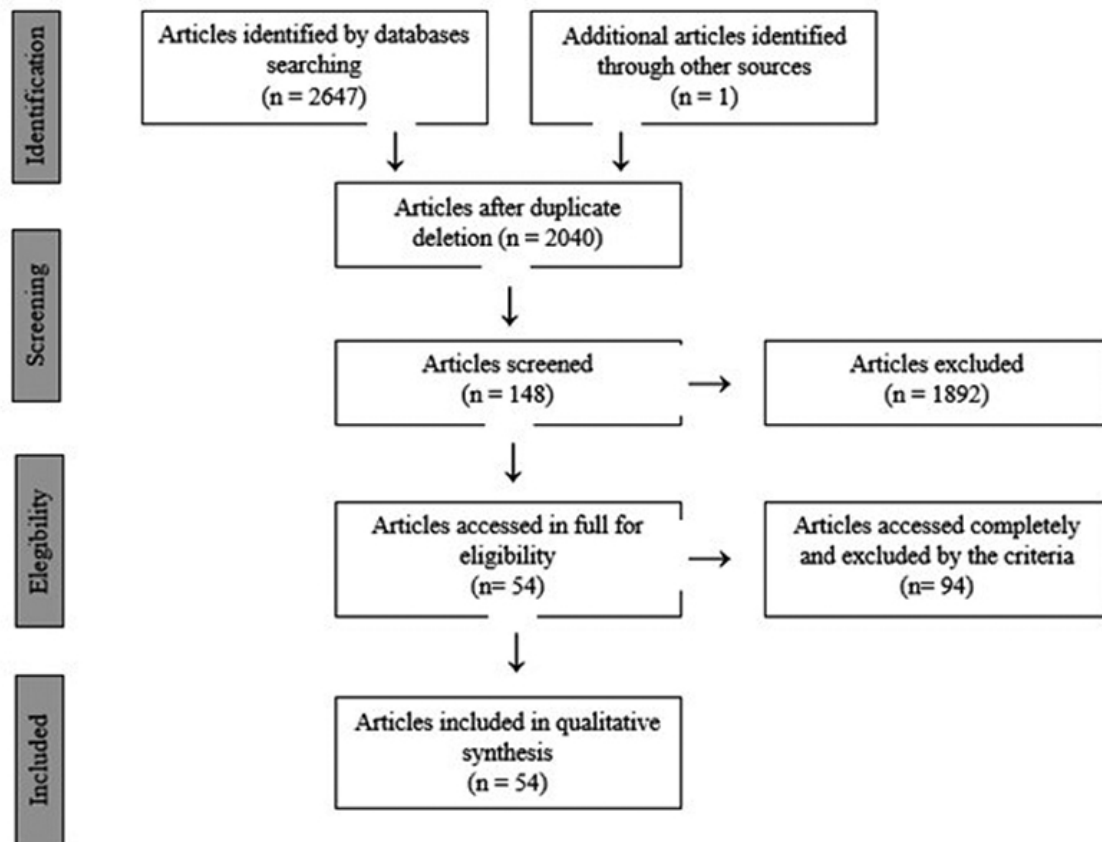 Identification
Articles identified by databases
searching
(n = 2647)
Additional articles identified
through other sources
(n = 1)
Articles after duplicate
deletion (n = 2040)
Screening
Articles screened
(n = 148)
Articles excluded
(n = 1892)
Elegibility
Articles accessed in full for
eligibility
(n= 54)
Articles accessed completely
and excluded by the criteria
(n= 94)
Included
Articles included in qualitative
synthesis
(n = 54)